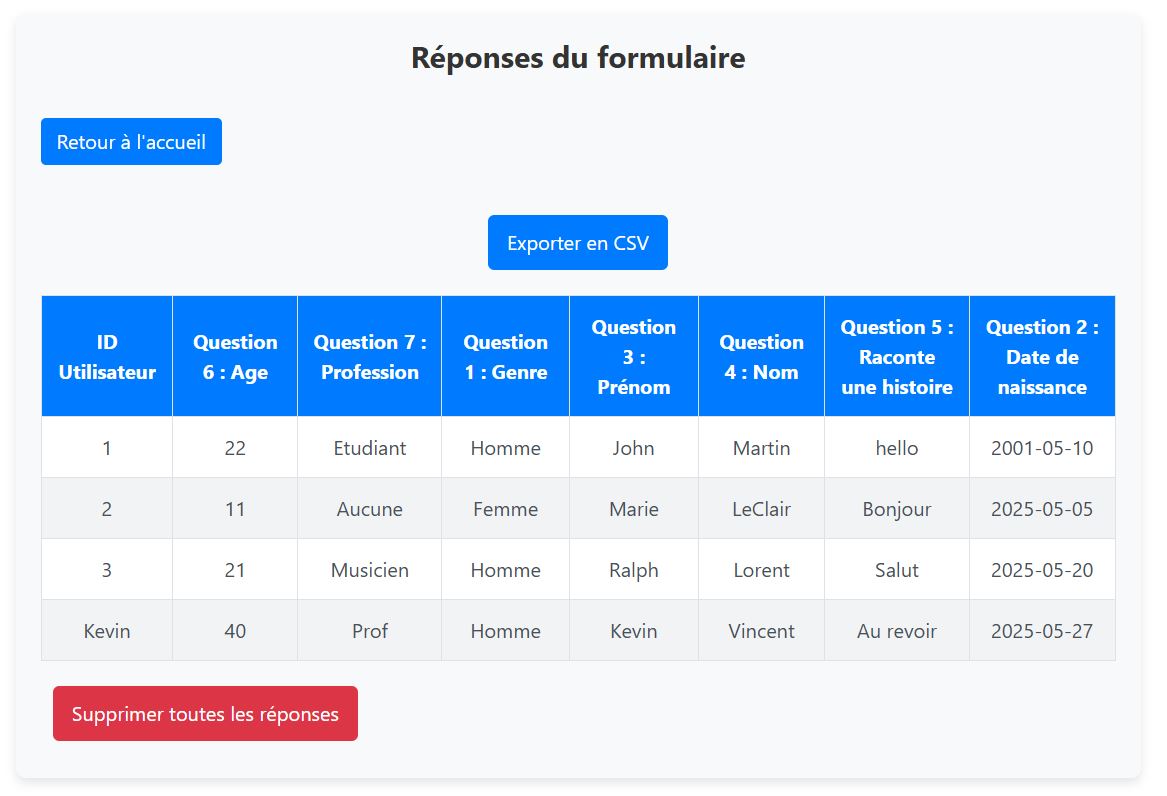 Réponses du formulaire
Retour à l'accueil
Exporter en CSV
ID Utilisateur Question 6 : Age Question 7 : Profession Question 1 : Genre Question 3 : Prénom Question 4 : Nom Question 5 : Raconte une histoire Question 2 : Date de naissance
1 22 Etudiant Homme John Martin hello 2001-05-10
2 11 Aucune Femme Marie LeClair Bonjour 2025-05-05
3 21 Musicien Homme Ralph Lorent Salut 2025-05-20
Kevin 40 Prof Homme Kevin Vincent Au revoir 2025-05-27
Supprimer toutes les réponses